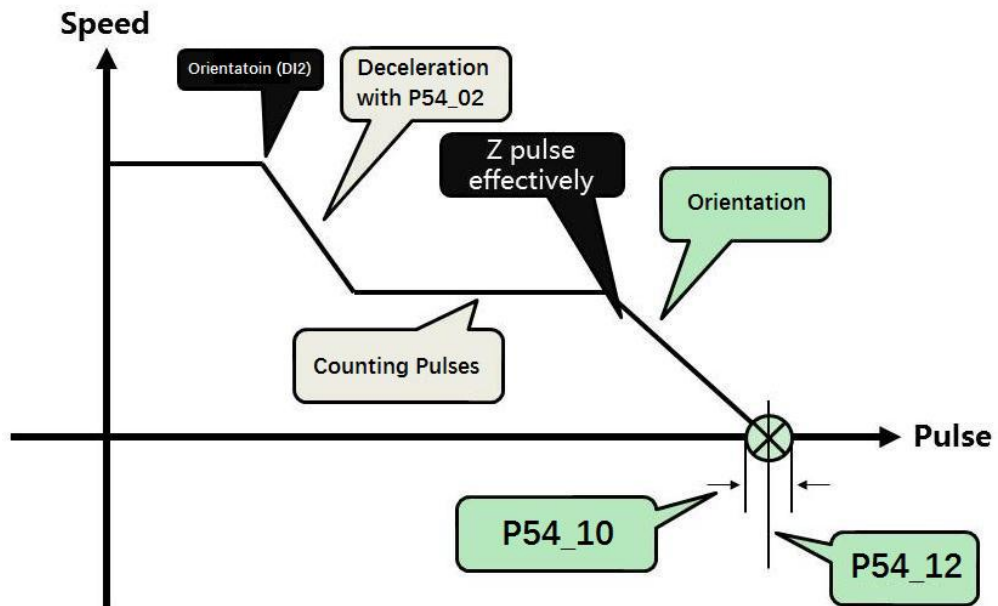 Speed
Orientatoin (DI2)
Deceleration
with P54_02
Z pulse
effectively
Orientation
Counting Pulses
Pulse
P54_10
P54_12